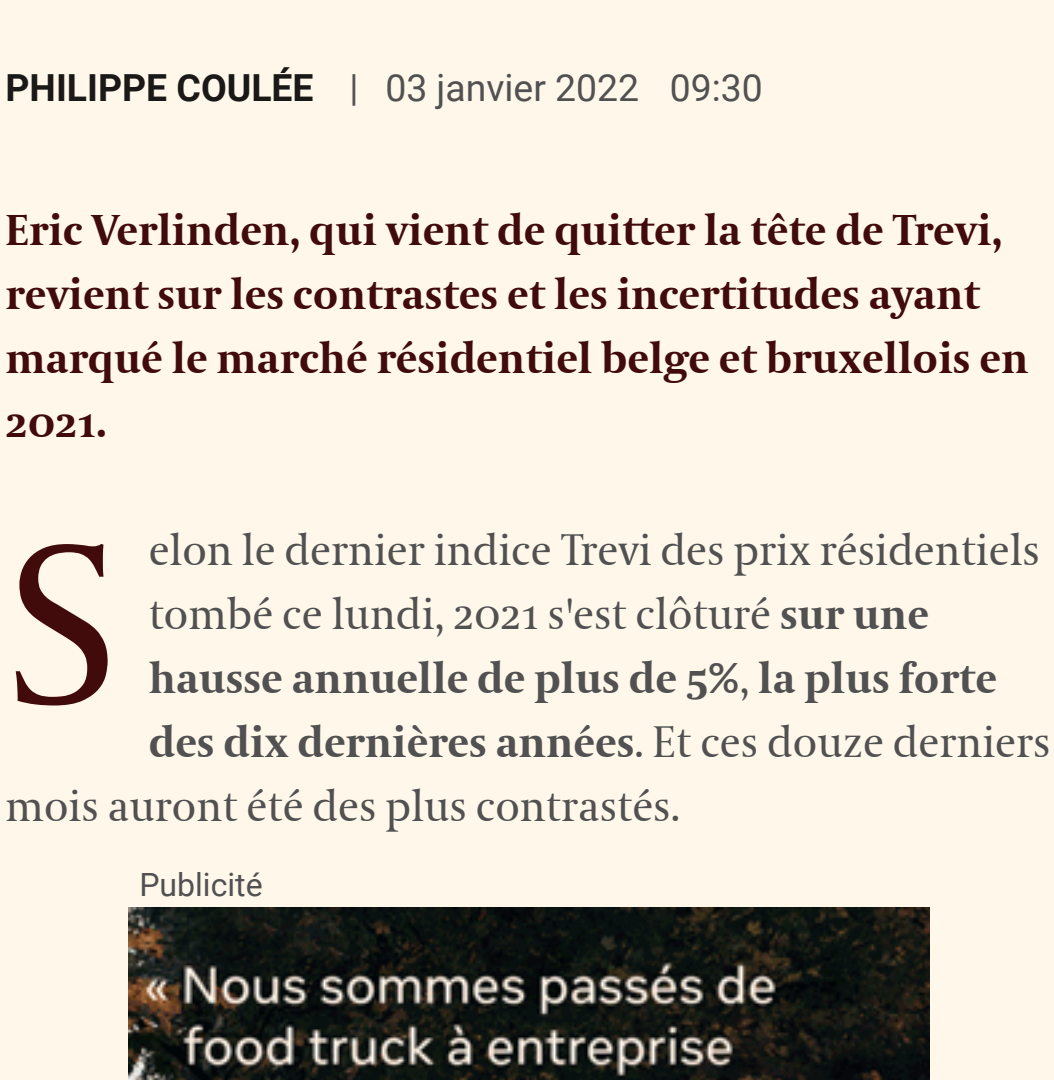 PHILIPPE COULÉE | 03 janvier 2022 09:30
Eric Verlinden, qui vient de quitter la tête de Trevi,
revient sur les contrastes et les incertitudes ayant
marqué le marché résidentiel belge et bruxellois en
2021.
Selon le dernier indice Trevi des prix résidentiels
tombé ce lundi, 2021 s'est clôturé sur une
hausse annuelle de plus de 5%, la plus forte
des dix dernières années. Et ces douze derniers
mois auront été des plus contrastés.
Publicité
« Nous sommes passés de
food truck à entreprise